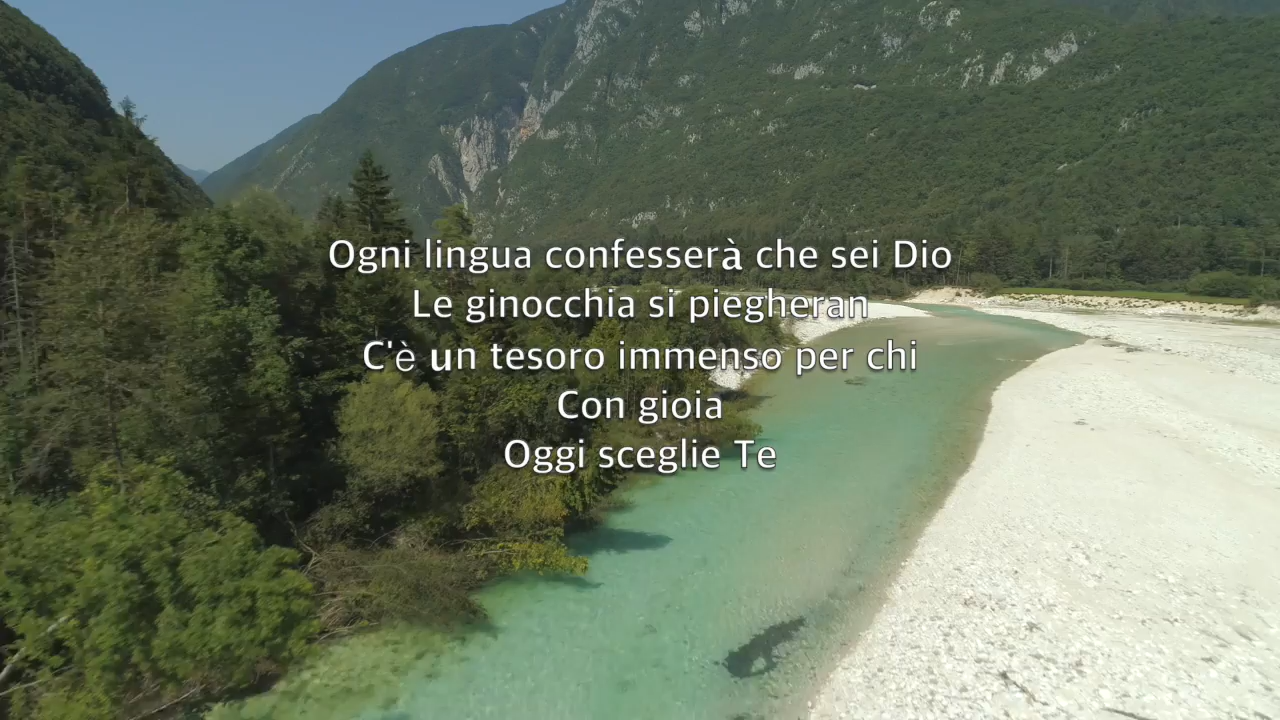 Ogni lingua confesserà che sei Dio
Le ginocchia si piegheran
C'è un tesoro immenso per chi
Con gioia
Oggi sceglie Te